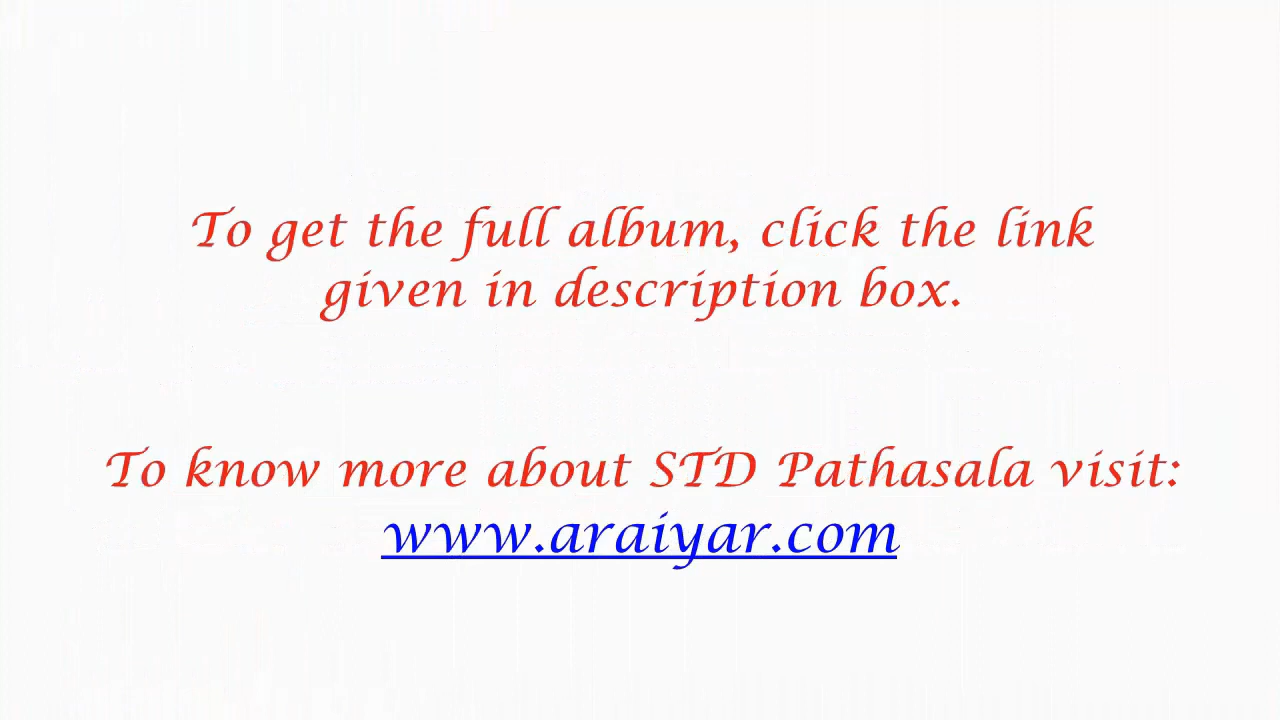 To get the full album, click the link
given in description box.
To know more about STD Pathasala visit:
www.araiyar.com